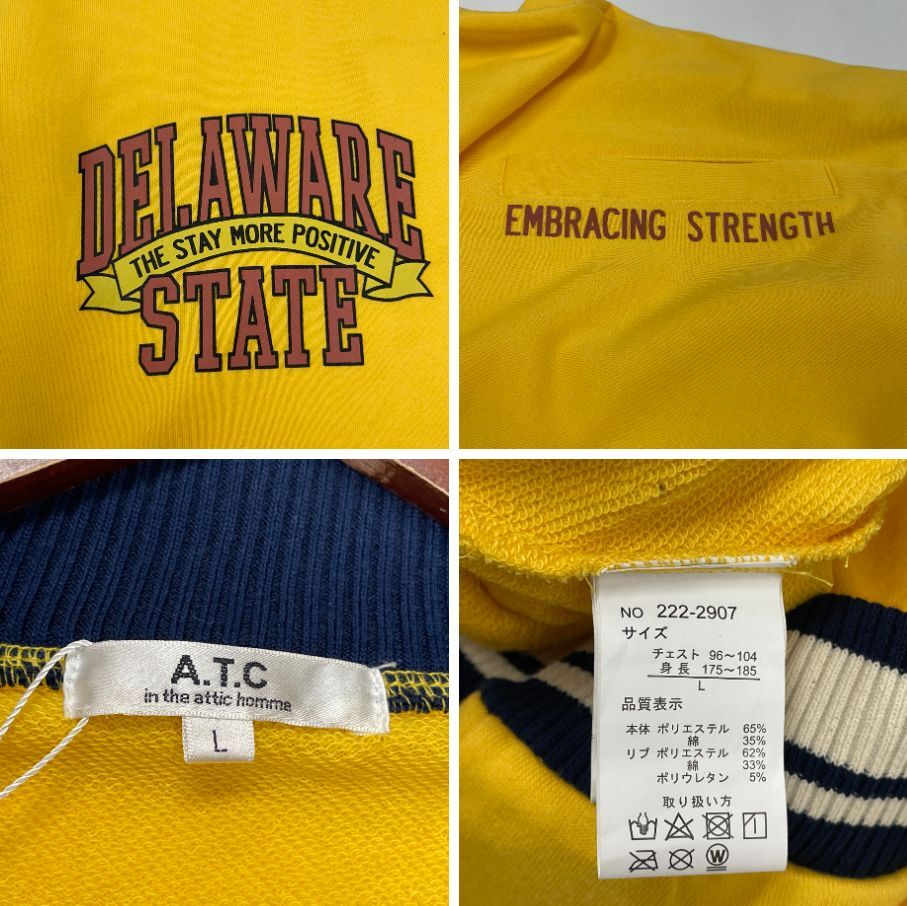 DELAWARE
THE STAY MORE POSITIVE
STATE
EMBRACING STRENGTH
A.T.C
in the attic homme
L
NO 222-2907
サイズ
チェスト 96～104
身長 175～185
L
品質表示
本体 ポリエステル 65%
綿 35%
リブ ポリエステル 62%
綿 33%
ポリウレタン 5%
取り扱い方
W